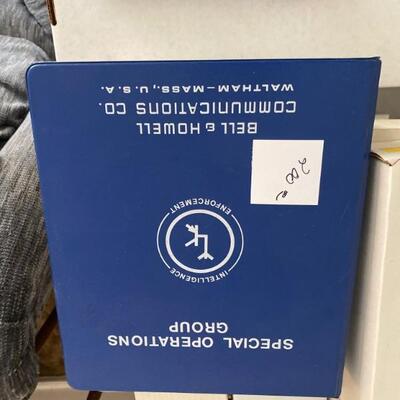 SPECIAL OPERATIONS
GROUP
INTELLIGENCE
ENFORCEMENT
BELL & HOWELL
COMMUNICATIONS CO.
WALTHAM–MASS., U.S.A.